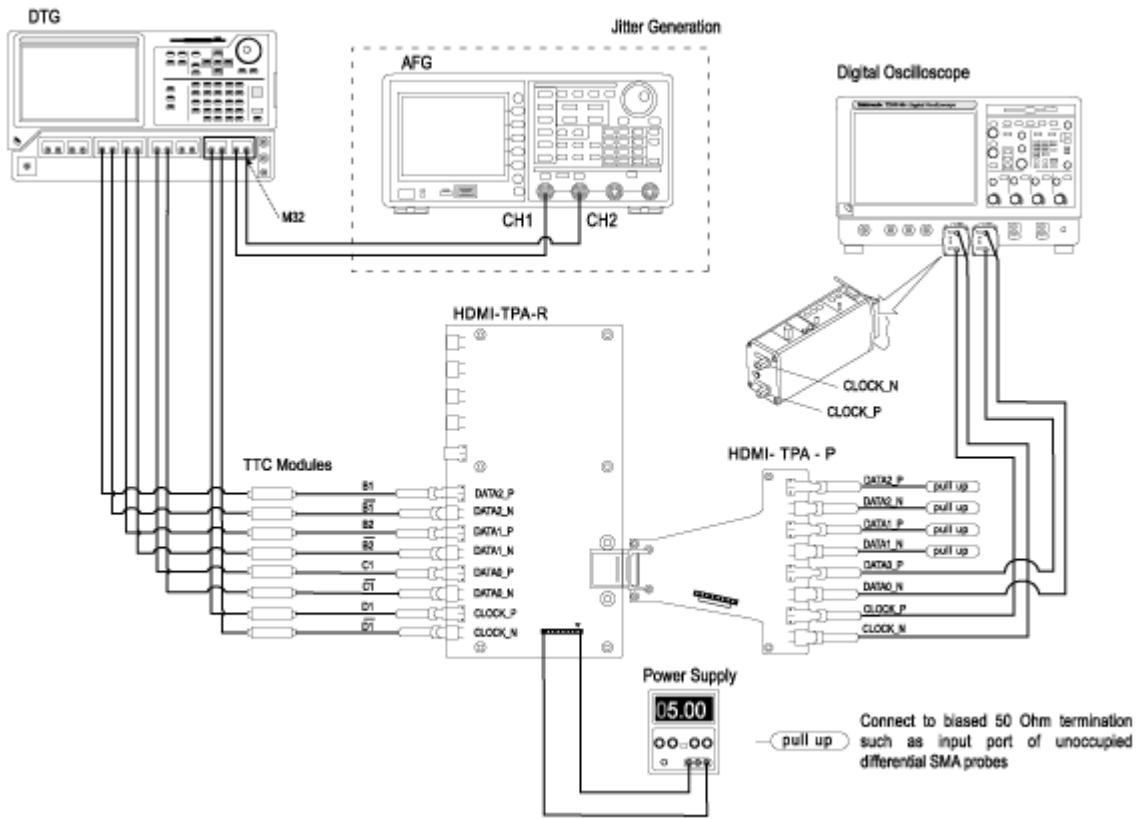 DTG
Jitter Generation
AFG
Digital Oscilloscope
M32
CH1
CH2
HDMI-TPA-R
CLOCK_N
CLOCK_P
TTC Modules
HDMI- TPA - P
B1
DATA2_P
B1
DATA2_N
B2
DATA1_P
B2
DATA1_N
C1
DATA0_P
C1
DATA0_N
D1
CLOCK_P
D1
CLOCK_N
DATA2_P
pull up
DATA2_N
pull up
DATA1_P
pull up
DATA1_N
pull up
DATA0_P
DATA0_N
CLOCK_P
CLOCK_N
Power Supply
05.00
pull up
Connect to biased 50 Ohm termination
such as input port of unoccupied
differential SMA probes